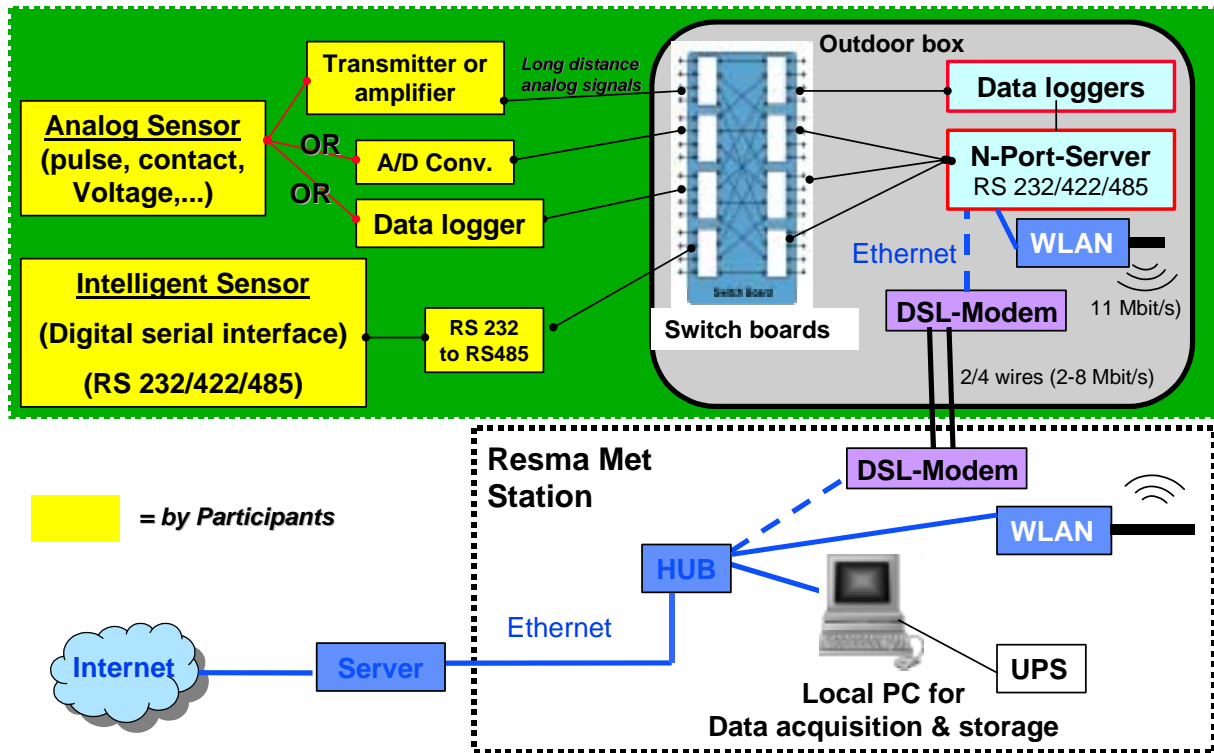 Outdoor box
Transmitter or
amplifier
Long distance
analog signals
Data loggers
Analog Sensor
(pulse, contact,
Voltage,...)
OR
A/D Conv.
OR
Data logger
N-Port-Server
RS 232/422/485
WLAN
Ethernet
11 Mbit/s)
Intelligent Sensor
(Digital serial interface)
(RS 232/422/485)
RS 232
to RS485
Switch Board
Switch boards
DSL-Modem
2/4 wires (2-8 Mbit/s)
Resma Met
Station
DSL-Modem
= by Participants
WLAN
HUB
Ethernet
Internet
Server
UPS
Local PC for
Data acquisition & storage